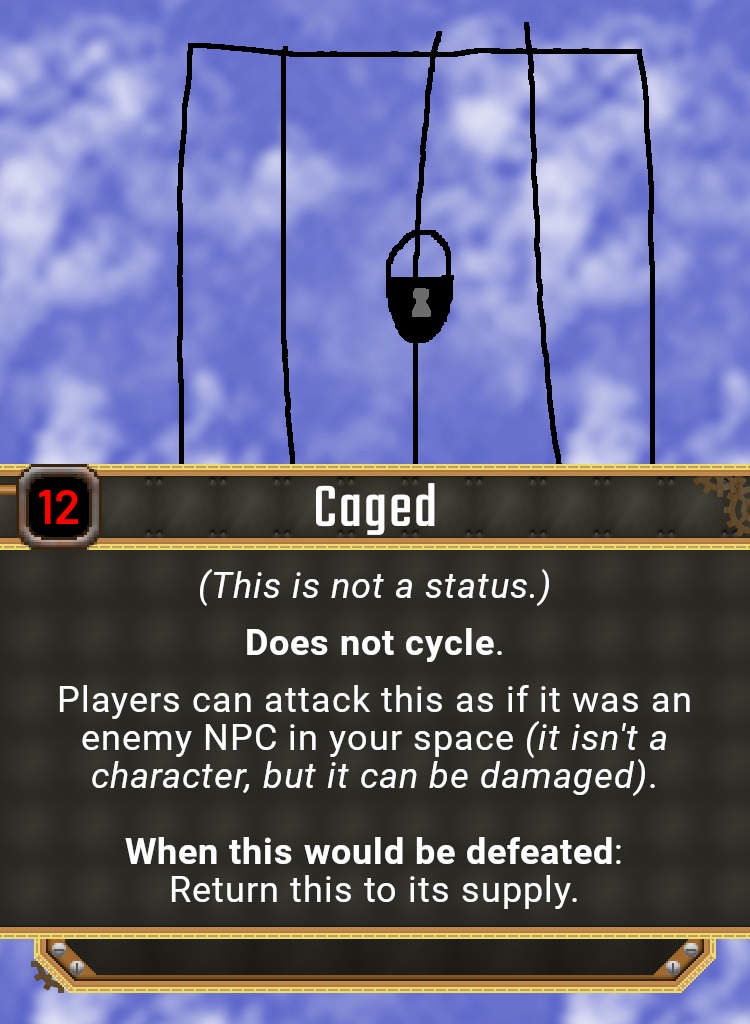 12
Caged
(This is not a status.)
Does not cycle.
Players can attack this as if it was an
enemy NPC in your space (it isn't a
character, but it can be damaged).
When this would be defeated:
Return this to its supply.